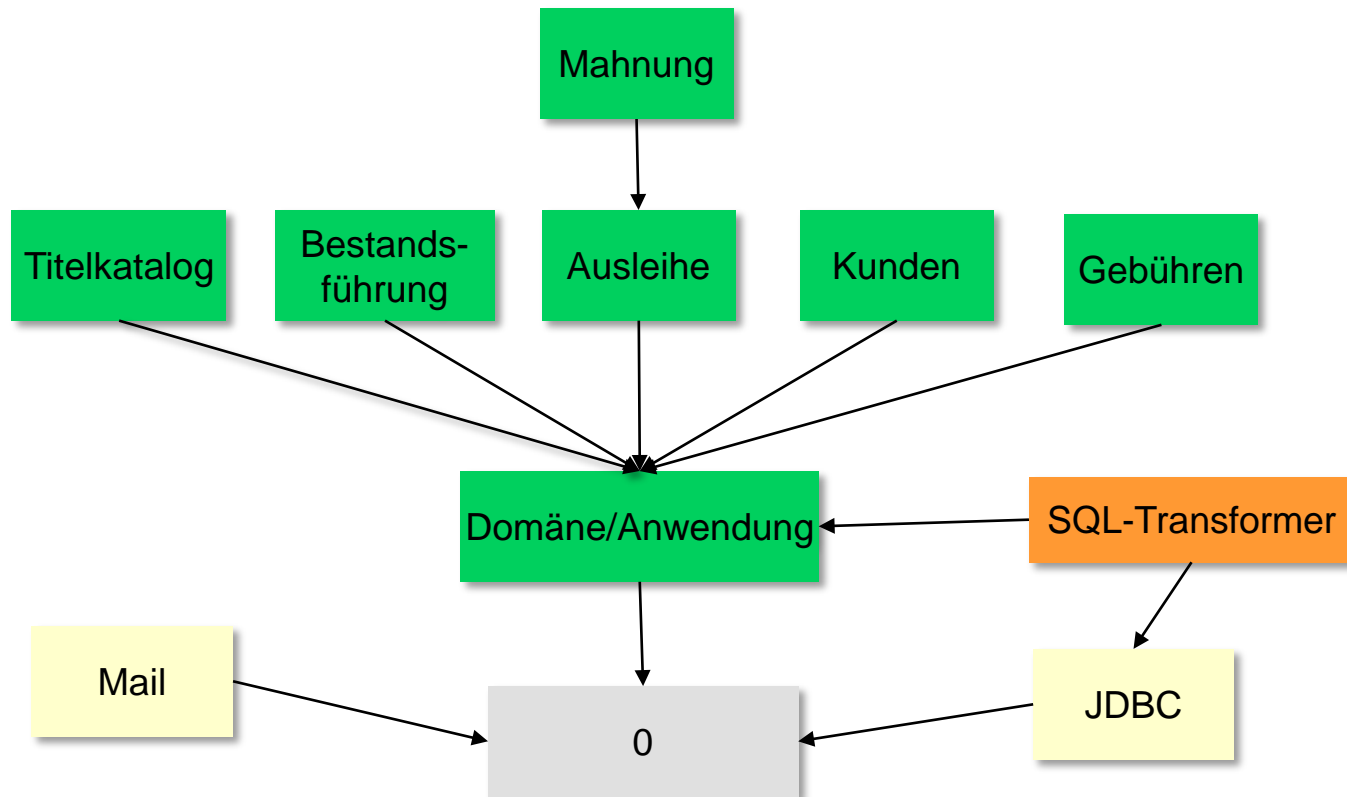 Mahnung
Titelkatalog
Bestands-
führung
Ausleihe
Kunden
Gebühren
Domäne/Anwendung
SQL-Transformer
Mail
JDBC
0